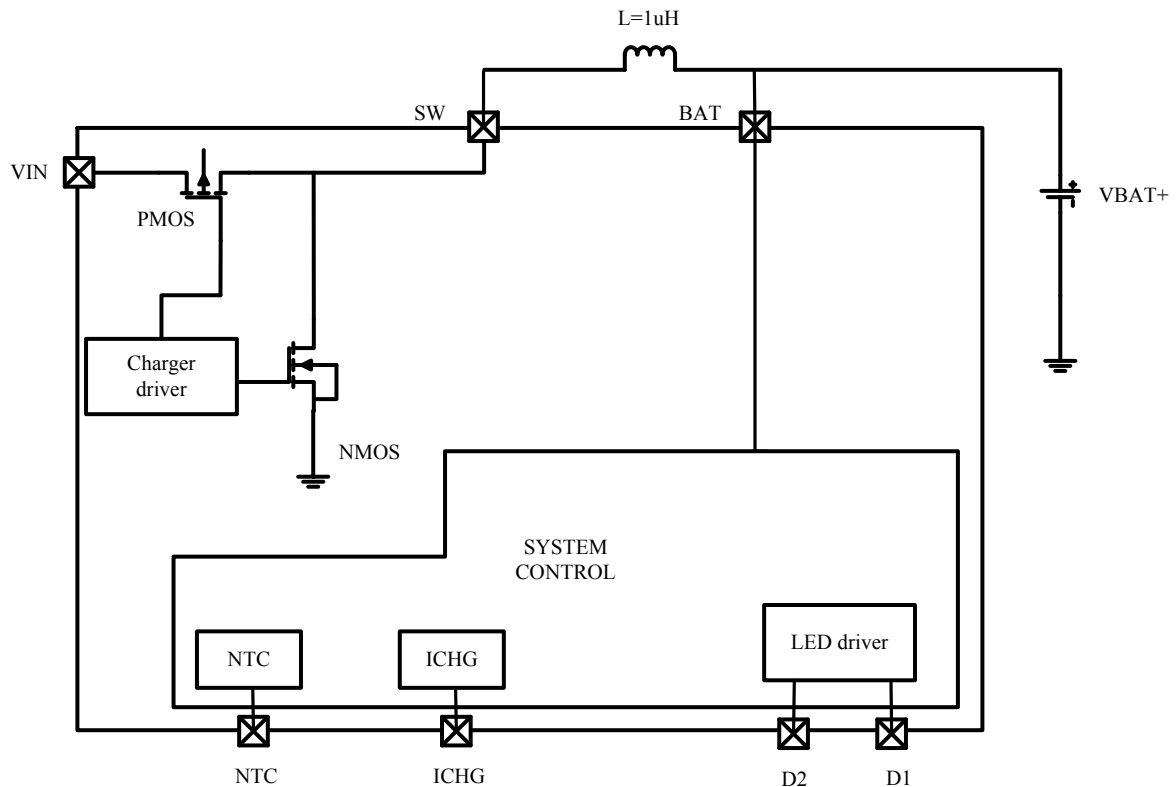 L=1uH
SW
BAT
VIN
PMOS
VBAT+
Charger
driver
NMOS
SYSTEM
CONTROL
NTC
ICHG
LED driver
NTC
ICHG
D2
D1